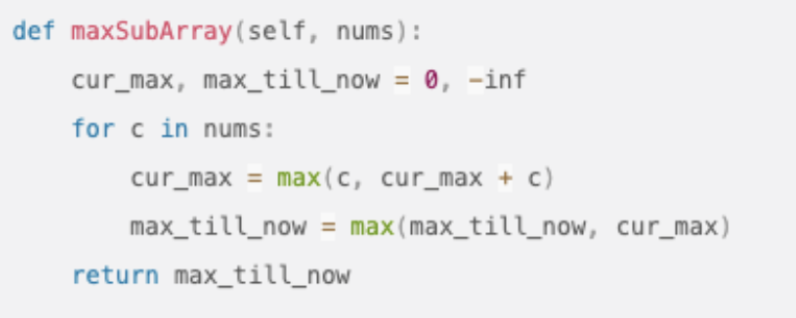 def maxSubArray(self, nums):
    cur_max, max_till_now = 0, -inf
    for c in nums:
        cur_max = max(c, cur_max + c)
        max_till_now = max(max_till_now, cur_max)
    return max_till_now